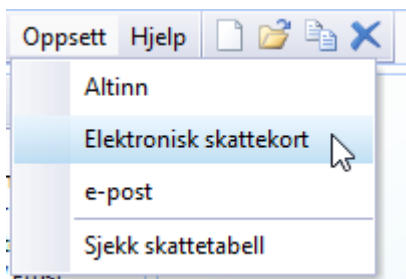 Oppsett Hjelp
Altinn
Elektronisk skattekort
e-post
Sjekk skattetabell